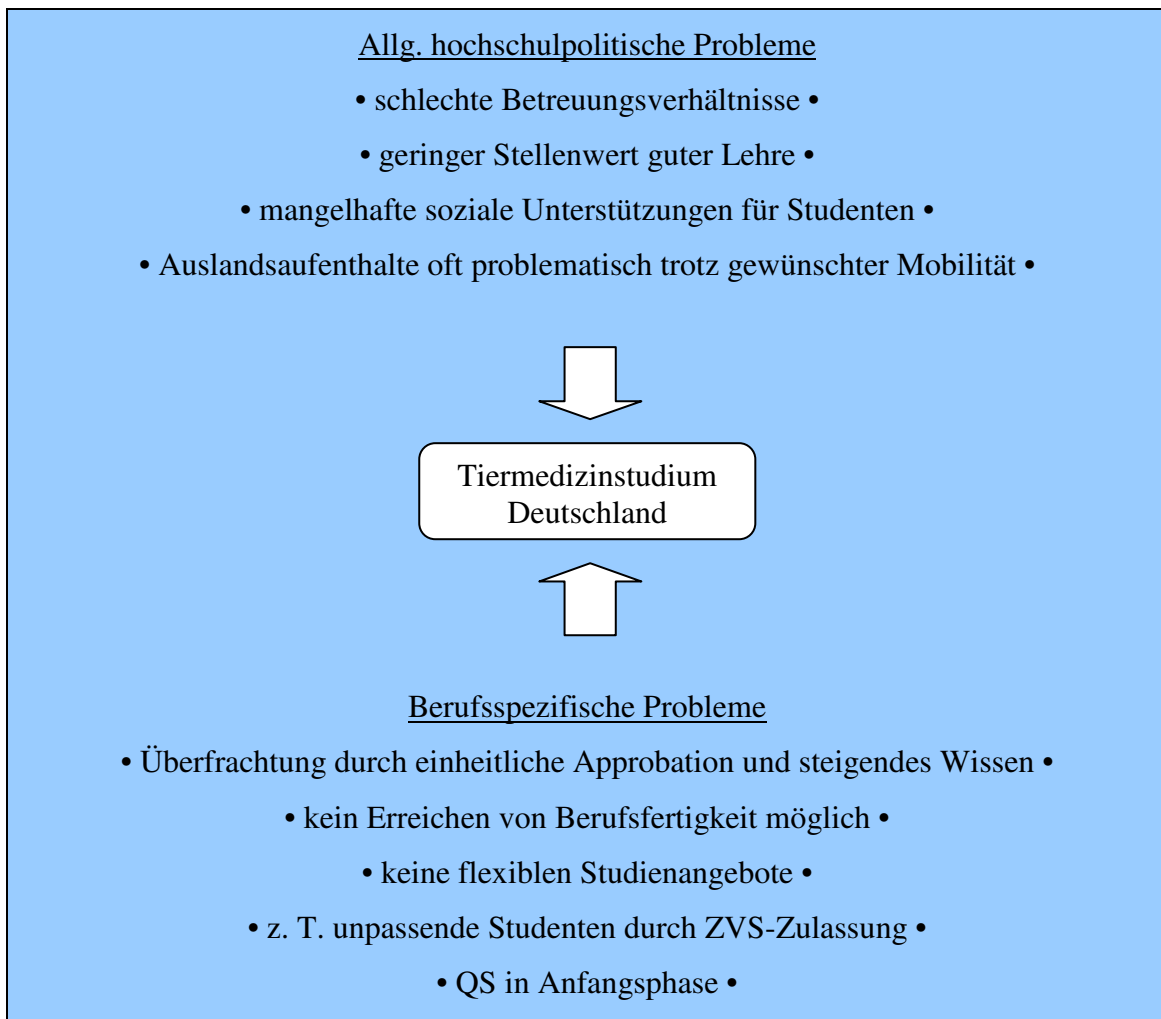 Allg. hochschulpolitische Probleme
• schlechte Betreuungsverhältnisse •
• geringer Stellenwert guter Lehre •
• mangelhafte soziale Unterstützungen für Studenten •
• Auslandsaufenthalte oft problematisch trotz gewünschter Mobilität •
Tiermedizinstudium
Deutschland
Berufsspezifische Probleme
• Überfrachtung durch einheitliche Approbation und steigendes Wissen •
• kein Erreichen von Berufsfertigkeit möglich •
• keine flexiblen Studienangebote •
• z. T. unpassende Studenten durch ZVS-Zulassung •
• QS in Anfangsphase •